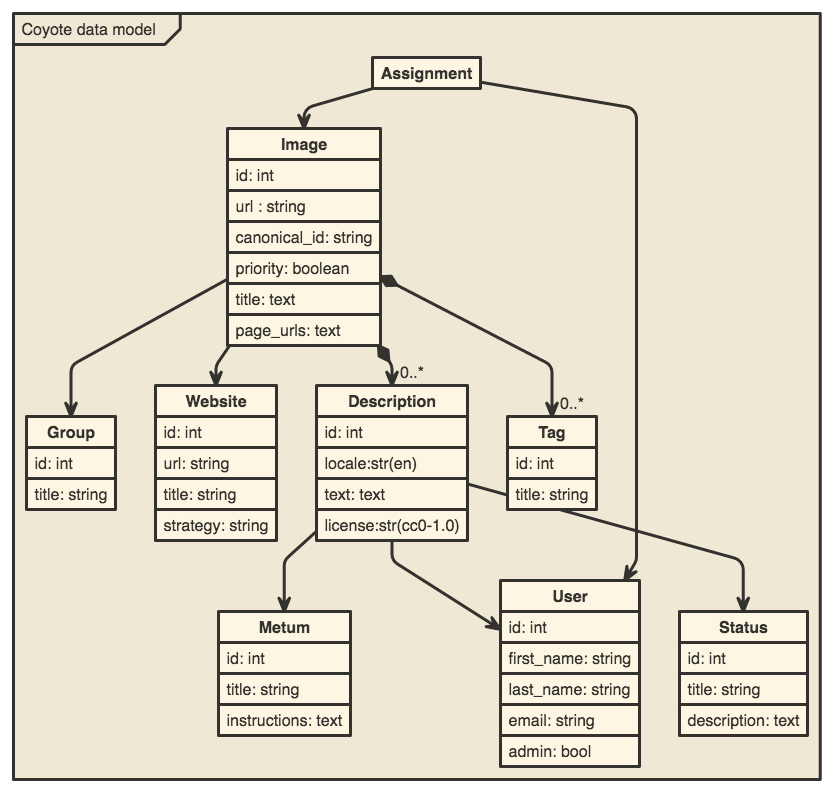 Coyote data model
Assignment
Image
id: int
url : string
canonical_id: string
priority: boolean
title: text
page_urls: text
0..*
0..*
Group
id: int
title: string
Website
id: int
url: string
title: string
strategy: string
Description
id: int
locale:str(en)
text: text
license:str(cc0-1.0)
Tag
id: int
title: string
Metum
id: int
title: string
instructions: text
User
id: int
first_name: string
last_name: string
email: string
admin: bool
Status
id: int
title: string
description: text